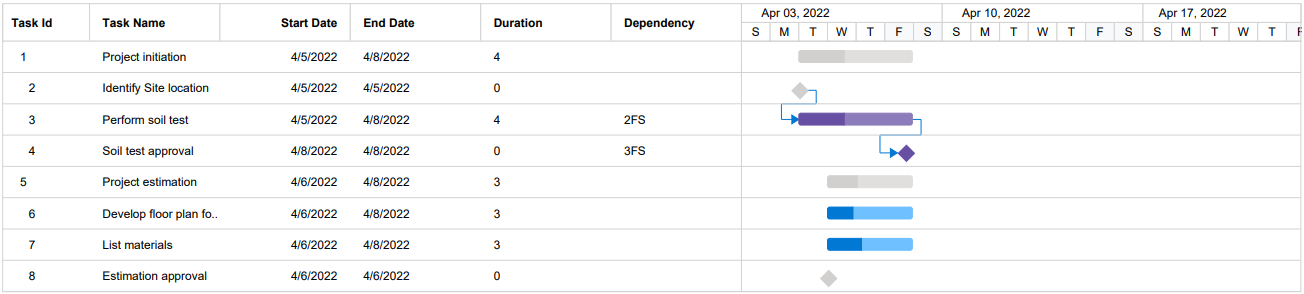 Task Id Task Name Start Date End Date Duration Dependency Apr 03, 2022 Apr 10, 2022 Apr 17, 2022
S M T W T F S S M T W T F S S M T W T F
1 Project initiation 4/5/2022 4/8/2022 4
2 Identify Site location 4/5/2022 4/5/2022 0
3 Perform soil test 4/5/2022 4/8/2022 4 2FS
4 Soil test approval 4/8/2022 4/8/2022 0 3FS
5 Project estimation 4/6/2022 4/8/2022 3
6 Develop floor plan fo.. 4/6/2022 4/8/2022 3
7 List materials 4/6/2022 4/8/2022 3
8 Estimation approval 4/6/2022 4/6/2022 0